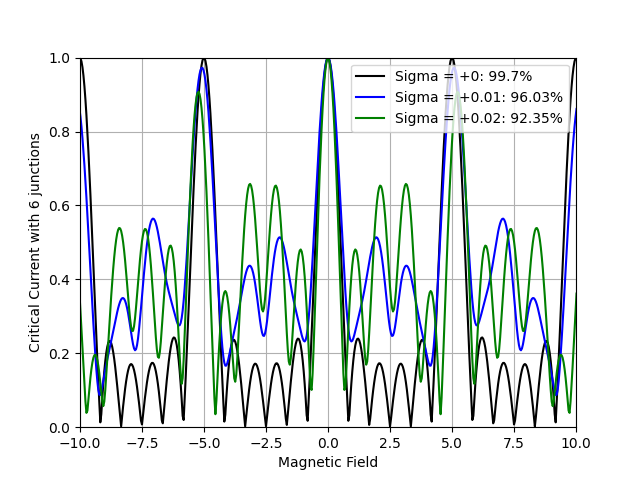 Sigma = +0: 99.7%
Sigma = +0.01: 96.03%
Sigma = +0.02: 92.35%
1.0
0.8
0.6
0.4
0.2
0.0
Critical Current with 6 junctions
−10.0 −7.5 −5.0 −2.5 0.0 2.5 5.0 7.5 10.0
Magnetic Field